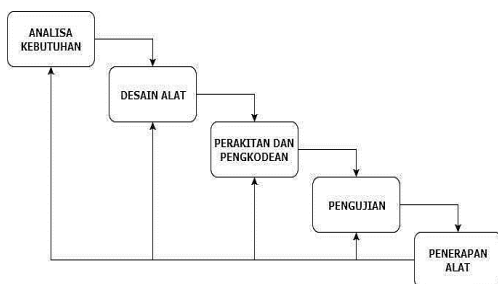 ANALISA
KEBUTUHAN
DESAIN ALAT
PERAKITAN DAN
PENGKODEAN
PENGUJIAN
PENERAPAN
ALAT